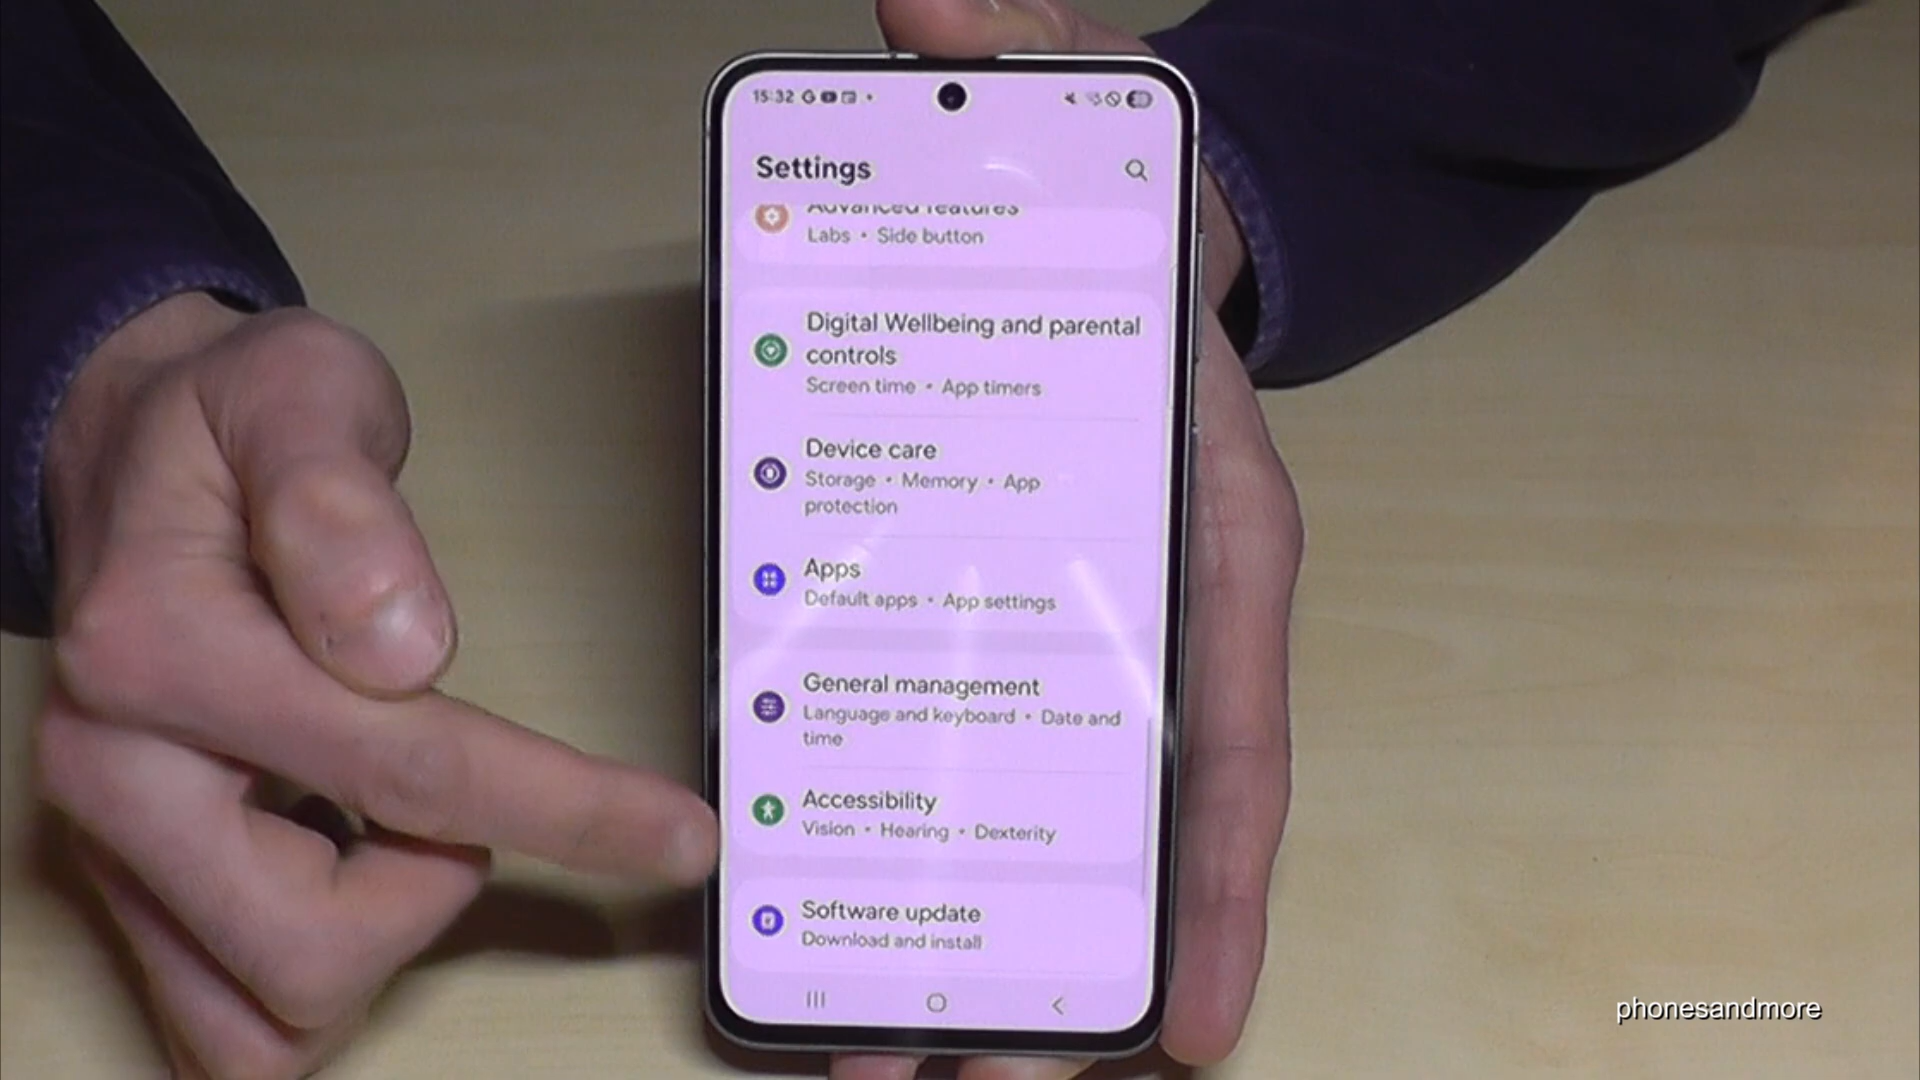 15:32
Settings
Advanced features
Labs • Side button
Digital Wellbeing and parental
controls
Screen time • App timers
Device care
Storage • Memory • App
protection
Apps
Default apps • App settings
General management
Language and keyboard • Date and
time
Accessibility
Vision • Hearing • Dexterity
Software update
Download and install
phonesandmore